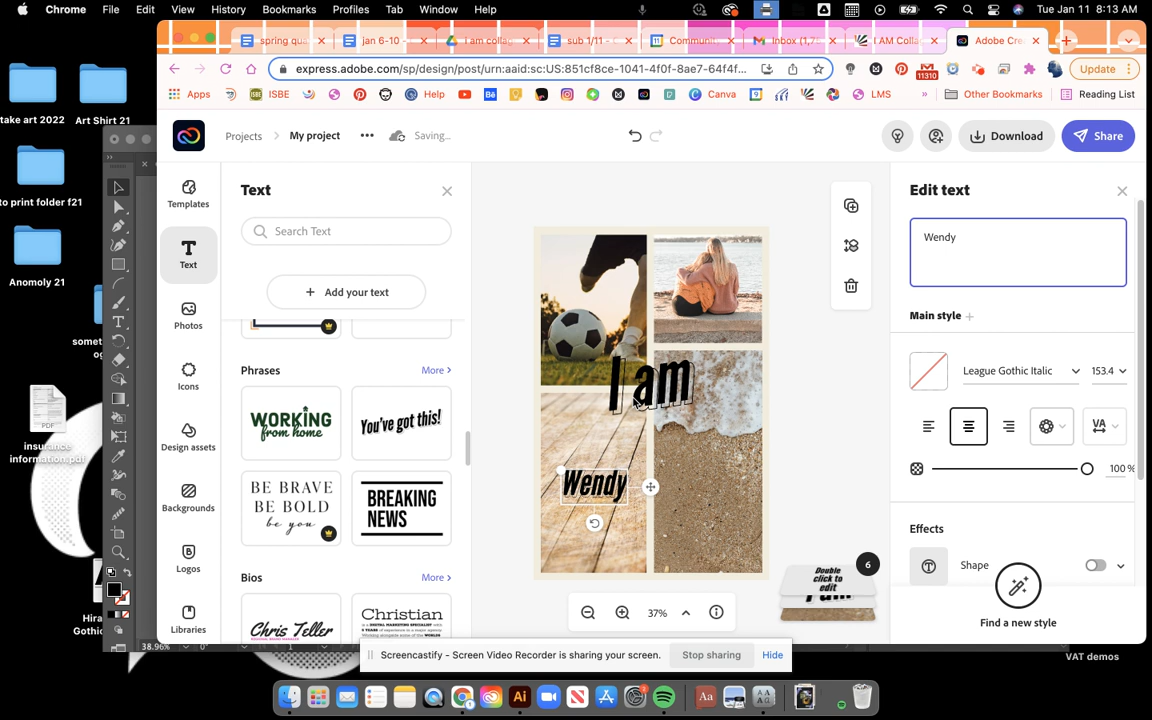 Chrome File Edit View History Bookmarks Profiles Tab Window Help Tue Jan 11 8:13 AM
spring qua jan 6-10 - I am collag sub 1/11 - C Communit Inbox (1,7 I AM Colla Adobe Cre
express.adobe.com/sp/design/post/urn:aaid:sc:US:851cf8ce-1041-4f0f-8ae7-64f4f... 11310 Update
Apps ISBE Help Canva LMS » Other Bookmarks Reading List
take art 2022
Art Shirt 21
to print folder f21
Anomoly 21
insurance-information.pdf
Projects My project Saving... Download Share
Templates
Text
Photos
Icons
Design assets
Backgrounds
Logos
Libraries
Text
Search Text
+ Add your text
Phrases More
WORKING
from home
You've got this!
BE BRAVE
BE BOLD
be you
BREAKING
NEWS
Bios More
Chris Teller
Christian
I am
Wendy
Double
click to
edit
6
37%
Edit text
Wendy
Main style +
League Gothic Italic 153.4
VA
100 %
Effects
Shape
Find a new style
38.96% 0°
Screencastify - Screen Video Recorder is sharing your screen. Stop sharing Hide
VAT demos